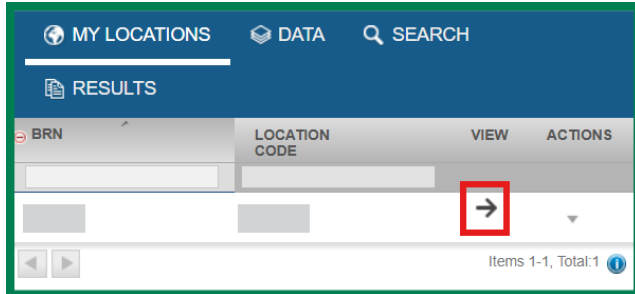 MY LOCATIONS DATA SEARCH
RESULTS
BRN LOCATION CODE VIEW ACTIONS
Items 1-1, Total:1